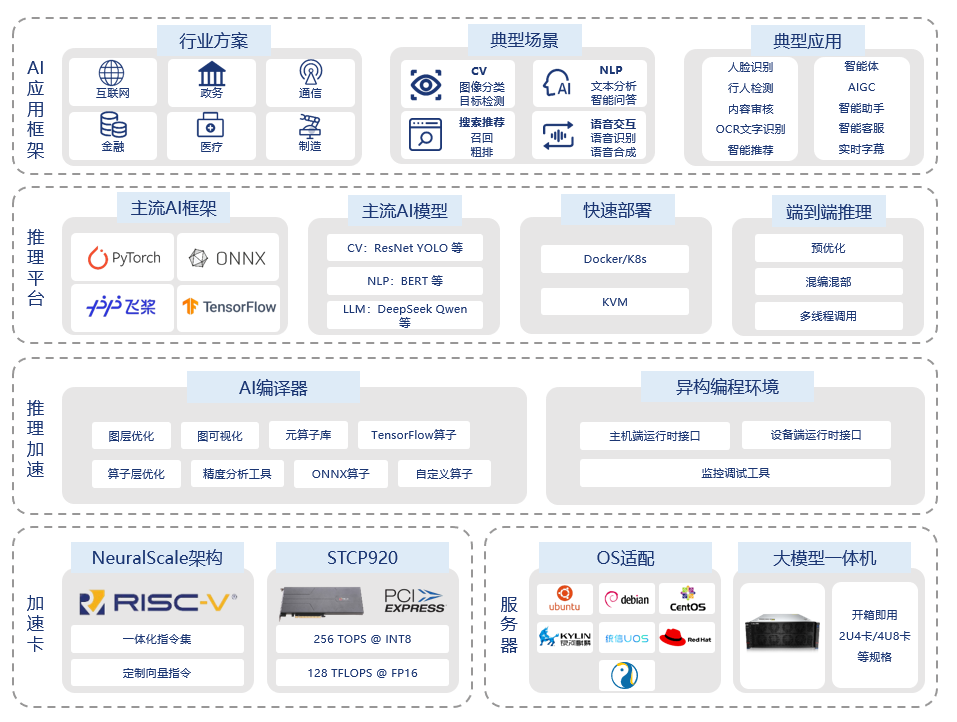 AI应用框架
行业方案
互联网
政务
通信
金融
医疗
制造
典型场景
CV
图像分类
目标检测
AI
NLP
文本分析
智能问答
搜索推荐
召回
粗排
语音交互
语音识别
语音合成
典型应用
人脸识别
行人检测
内容审核
OCR文字识别
智能推荐
智能体
AIGC
智能助手
智能客服
实时字幕
推理平台
主流AI框架
PyTorch
ONNX
飞桨
TensorFlow
主流AI模型
CV：ResNet YOLO 等
NLP：BERT 等
LLM：DeepSeek Qwen
等
快速部署
Docker/K8s
KVM
端到端推理
预优化
混编混部
多线程调用
推理加速
AI编译器
图层优化
图可视化
元算子库
TensorFlow算子
算子层优化
精度分析工具
ONNX算子
自定义算子
异构编程环境
主机端运行时接口
设备端运行时接口
监控调试工具
加速卡
NeuralScale架构
RISC-V®
一体化指令集
定制向量指令
STCP920
PCI
EXPRESS
256 TOPS @ INT8
128 TFLOPS @ FP16
服务器
OS适配
ubuntu
debian
CentOS
KYLIN
银河麒麟
统信UOS
Red Hat
大模型一体机
开箱即用
2U4卡/4U8卡
等规格